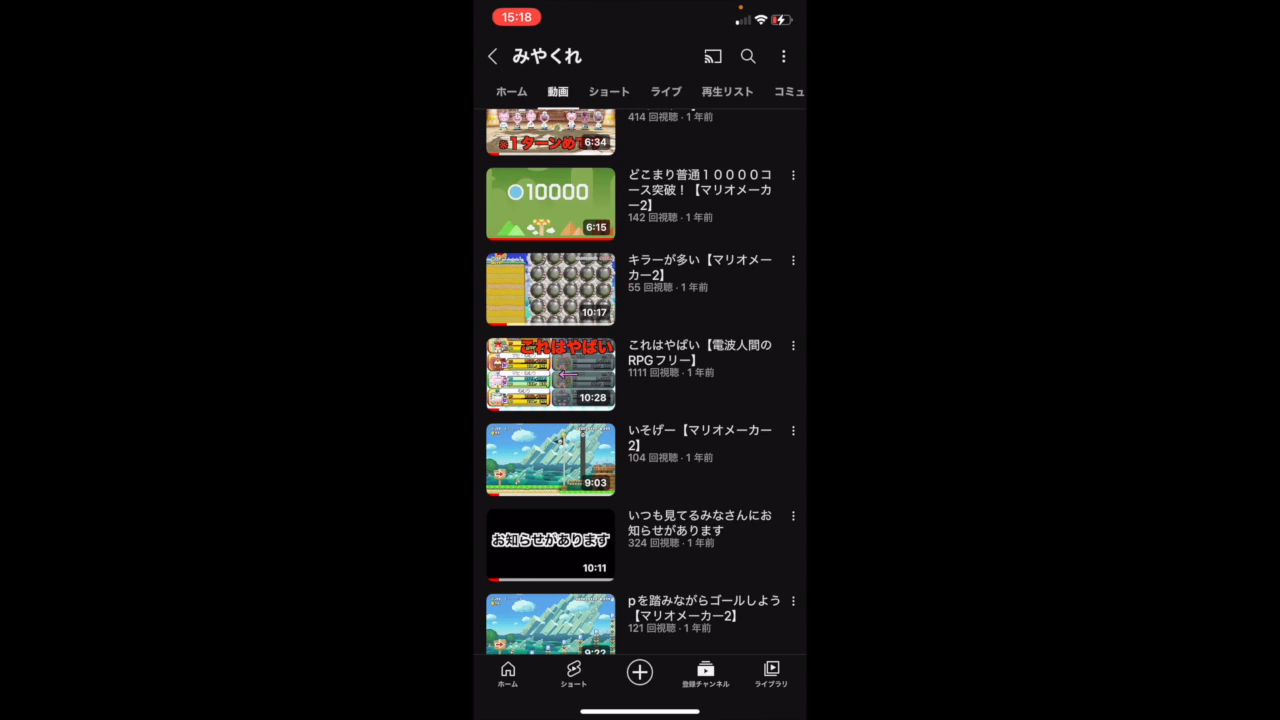 15:18
みやくれ
ホーム 動画 ショート ライブ 再生リスト コミュ
※1ターンめで
6:34
414 回視聴 · 1 年前
10000
6:15
どこまり普通１００００コ
ース突破！【マリオメーカ
ー2】
142 回視聴 · 1 年前
10:17
キラーが多い【マリオメー
カー2】
55 回視聴 · 1 年前
これはやばい
10:28
これはやばい【電波人間の
RPGフリー】
1111 回視聴 · 1 年前
9:03
いそげー【マリオメーカー
2】
104 回視聴 · 1 年前
お知らせがあります
10:11
いつも見てるみなさんにお
知らせがあります
324 回視聴 · 1 年前
9:22
pを踏みながらゴールしよう
【マリオメーカー2】
121 回視聴 · 1 年前
ホーム ショート 登録チャンネル ライブラリ